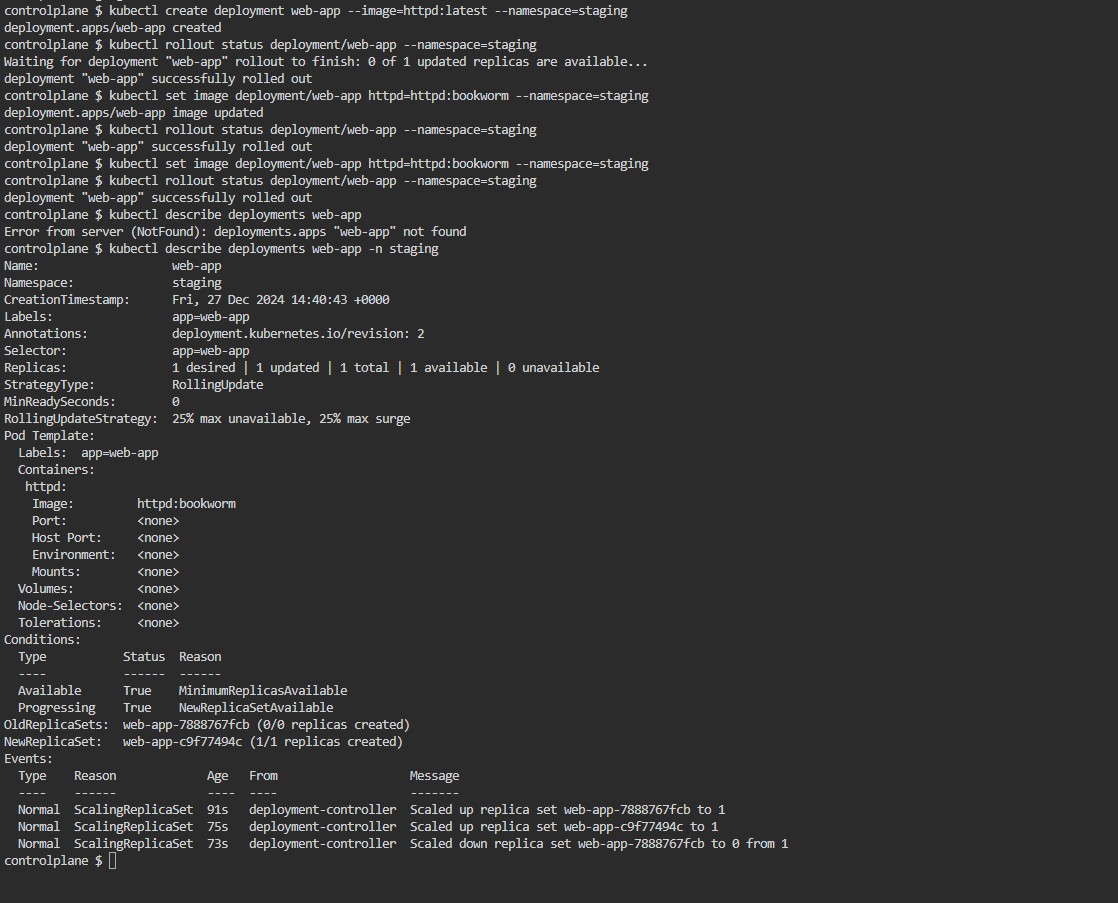 controlplane $ kubectl create deployment web-app --image=httpd:latest --namespace=staging
deployment.apps/web-app created
controlplane $ kubectl rollout status deployment/web-app --namespace=staging
Waiting for deployment "web-app" rollout to finish: 0 of 1 updated replicas are available...
deployment "web-app" successfully rolled out
controlplane $ kubectl set image deployment/web-app httpd=httpd:bookworm --namespace=staging
deployment.apps/web-app image updated
controlplane $ kubectl rollout status deployment/web-app --namespace=staging
deployment "web-app" successfully rolled out
controlplane $ kubectl set image deployment/web-app httpd=httpd:bookworm --namespace=staging
controlplane $ kubectl rollout status deployment/web-app --namespace=staging
deployment "web-app" successfully rolled out
controlplane $ kubectl describe deployments web-app
Error from server (NotFound): deployments.apps "web-app" not found
controlplane $ kubectl describe deployments web-app -n staging
Name:                   web-app
Namespace:              staging
CreationTimestamp:      Fri, 27 Dec 2024 14:40:43 +0000
Labels:                 app=web-app
Annotations:            deployment.kubernetes.io/revision: 2
Selector:               app=web-app
Replicas:               1 desired | 1 updated | 1 total | 1 available | 0 unavailable
StrategyType:           RollingUpdate
MinReadySeconds:        0
RollingUpdateStrategy:  25% max unavailable, 25% max surge
Pod Template:
  Labels:  app=web-app
  Containers:
   httpd:
    Image:         httpd:bookworm
    Port:          <none>
    Host Port:     <none>
    Environment:   <none>
    Mounts:        <none>
  Volumes:         <none>
  Node-Selectors:  <none>
  Tolerations:     <none>
Conditions:
  Type           Status  Reason
  ----           ------  ------
  Available      True    MinimumReplicasAvailable
  Progressing    True    NewReplicaSetAvailable
OldReplicaSets:  web-app-7888767fcb (0/0 replicas created)
NewReplicaSet:   web-app-c9f77494c (1/1 replicas created)
Events:
  Type    Reason             Age   From                   Message
  ----    ------             ----  ----                   -------
  Normal  ScalingReplicaSet  91s   deployment-controller  Scaled up replica set web-app-7888767fcb to 1
  Normal  ScalingReplicaSet  75s   deployment-controller  Scaled up replica set web-app-c9f77494c to 1
  Normal  ScalingReplicaSet  73s   deployment-controller  Scaled down replica set web-app-7888767fcb to 0 from 1
controlplane $